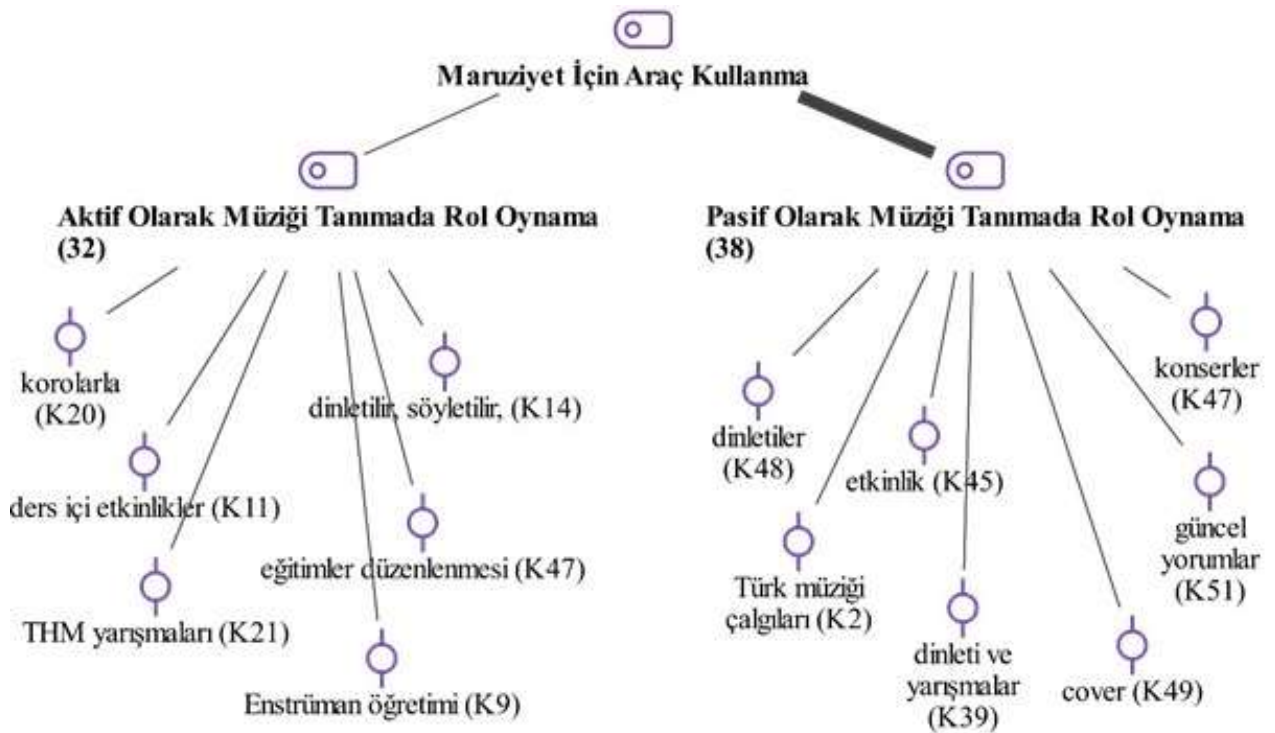 Maruziyet İçin Araç Kullanma
Aktif Olarak Müziği Tanımada Rol Oynama
(32)
korolarla
(K20)
dinletilir, söyletilir, (K14)
ders içi etkinlikler (K11)
eğitimler düzenlenmesi (K47)
THM yarışmaları (K21)
Enstrüman öğretimi (K9)
Pasif Olarak Müziği Tanımada Rol Oynama
(38)
konserler
(K47)
dinletiler
(K48)
etkinlik (K45)
güncel
yorumlar
(K51)
Türk müziği
çalgıları (K2)
dinleti ve
yarışmalar
(K39)
cover (K49)